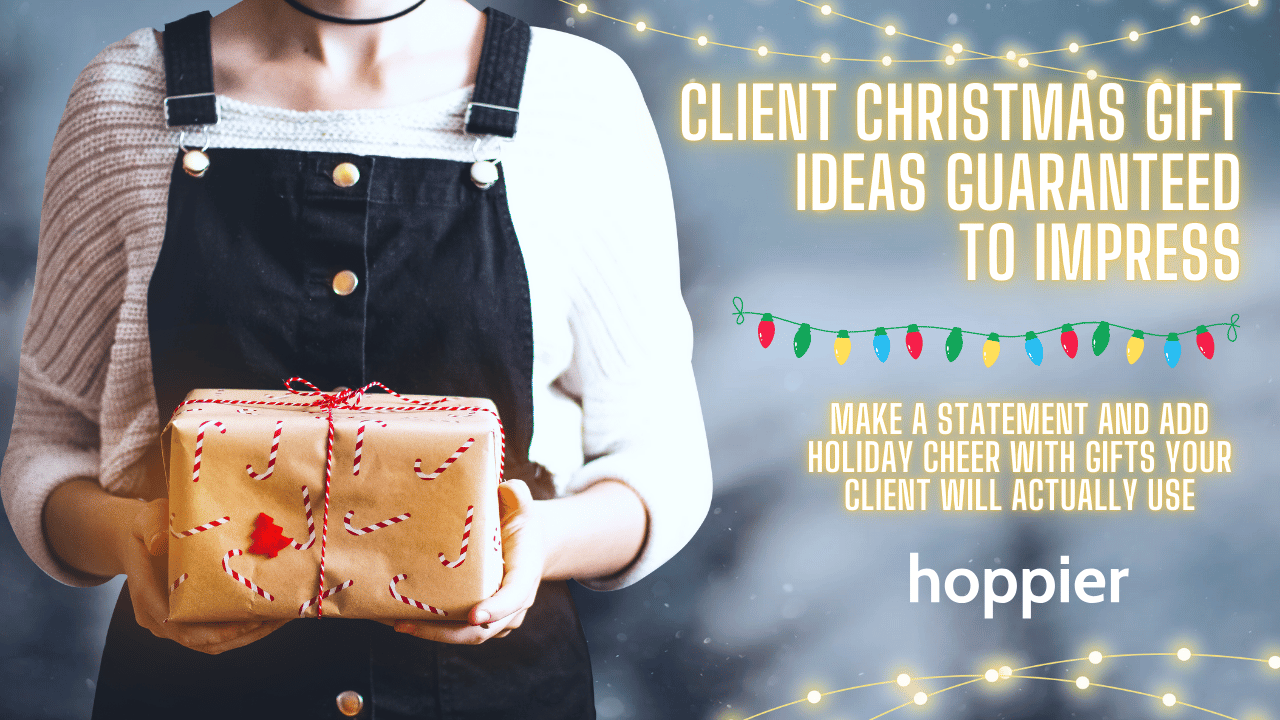 CLIENT CHRISTMAS GIFT
IDEAS GUARANTEED
TO IMPRESS
MAKE A STATEMENT AND ADD
HOLIDAY CHEER WITH GIFTS YOUR
CLIENT WILL ACTUALLY USE
hoppier